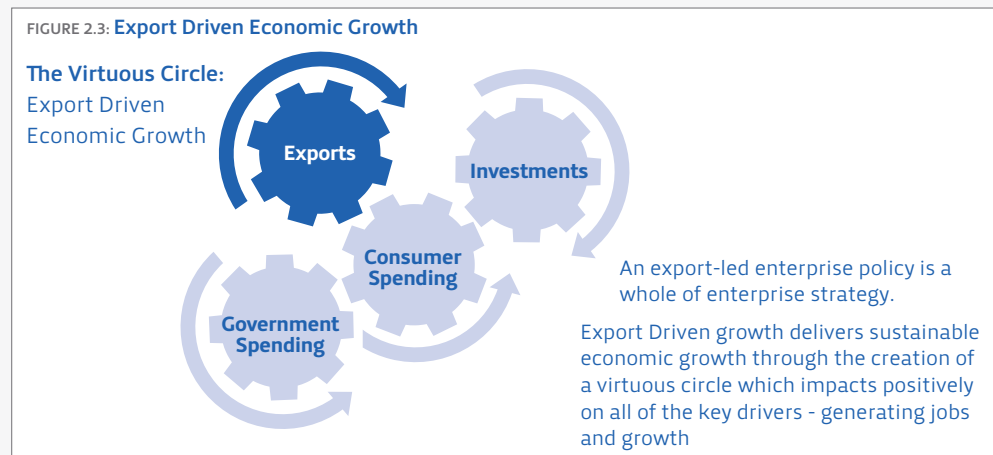 FIGURE 2.3: Export Driven Economic Growth
The Virtuous Circle:
Export Driven
Economic Growth
Exports
Investments
Consumer
Spending
Government
Spending
An export-led enterprise policy is a
whole of enterprise strategy.
Export Driven growth delivers sustainable
economic growth through the creation of
a virtuous circle which impacts positively
on all of the key drivers - generating jobs
and growth